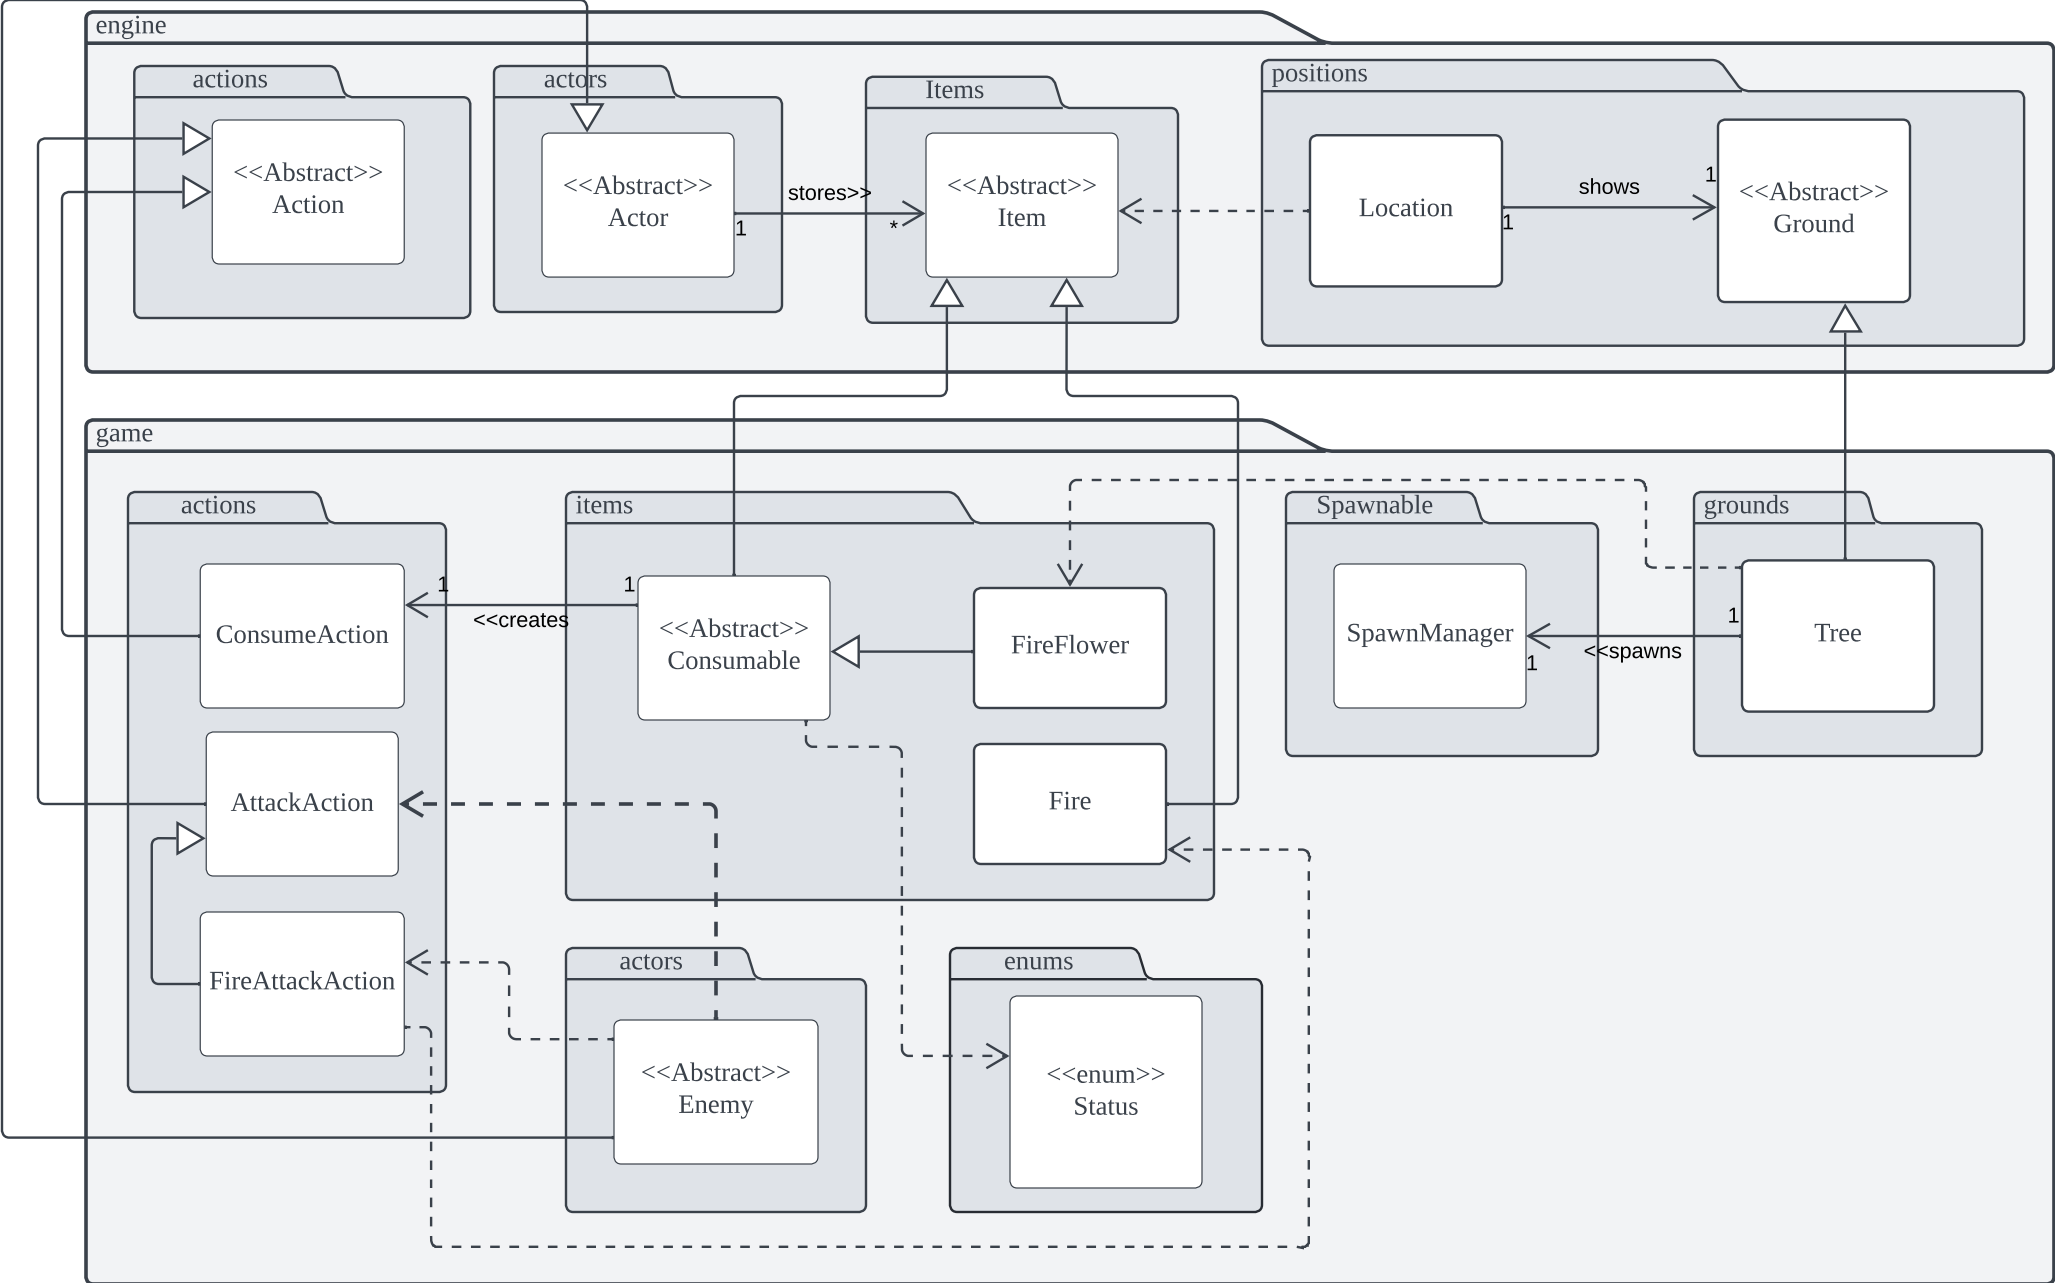 engine
actions
actors
Items
positions
<<Abstract>>
Action
<<Abstract>>
Actor
stores>>
1
*
<<Abstract>>
Item
Location
shows
1
1
<<Abstract>>
Ground
game
actions
items
Spawnable
grounds
ConsumeAction
1
<<creates
1
<<Abstract>>
Consumable
FireFlower
SpawnManager
1
<<spawns
1
Tree
AttackAction
Fire
FireAttackAction
actors
enums
<<Abstract>>
Enemy
<<enum>>
Status